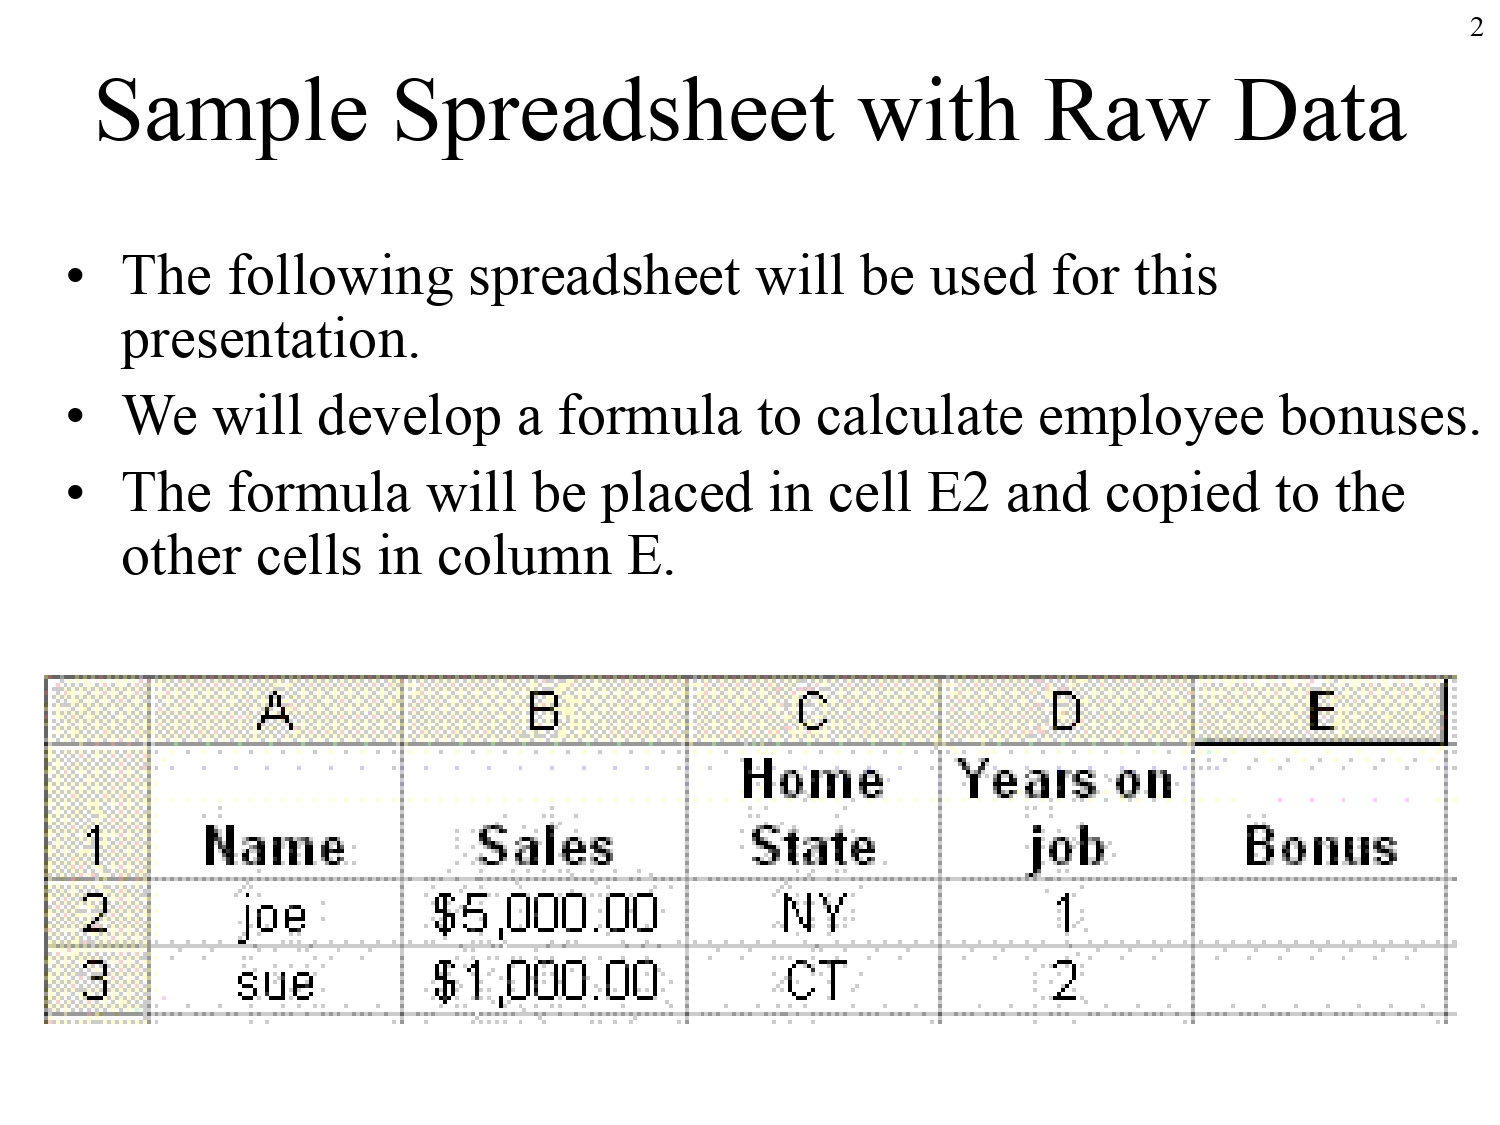 2
Sample Spreadsheet with Raw Data
• The following spreadsheet will be used for this
presentation.
• We will develop a formula to calculate employee bonuses.
• The formula will be placed in cell E2 and copied to the
other cells in column E.
A B C D E
Home Years on
1 Name Sales State job Bonus
2 joe $5,000.00 NY 1
3 sue $1,000.00 CT 2